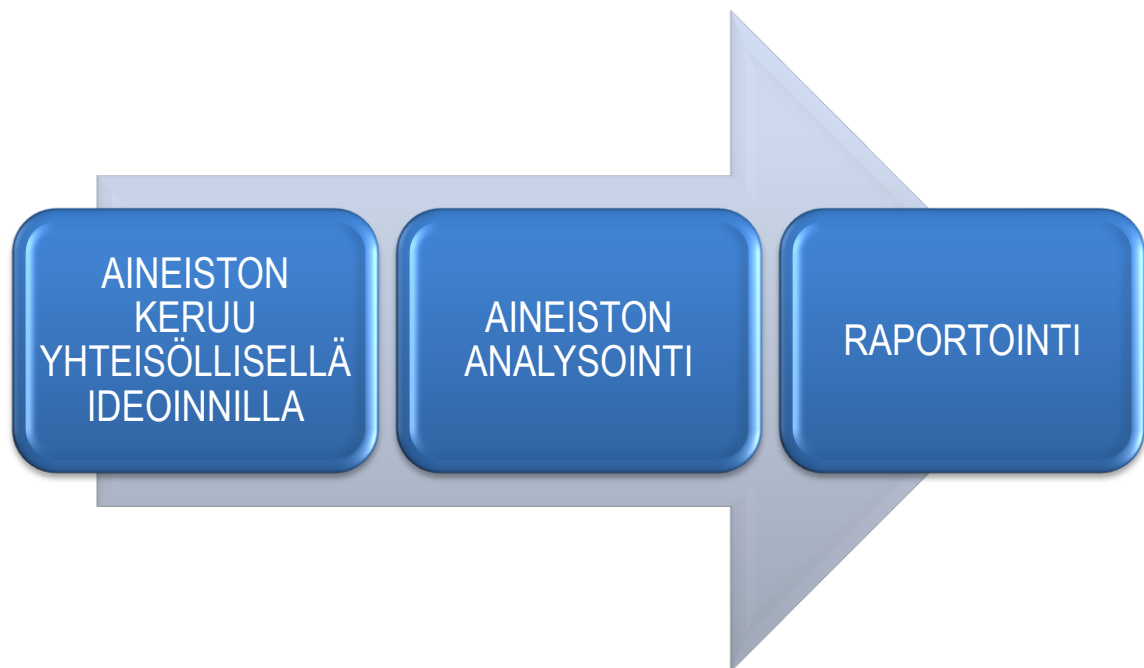 AINEISTON
KERUU
YHTEISÖLLISELLÄ
IDEOINNILLA
AINEISTON
ANALYSOINTI
RAPORTOINTI